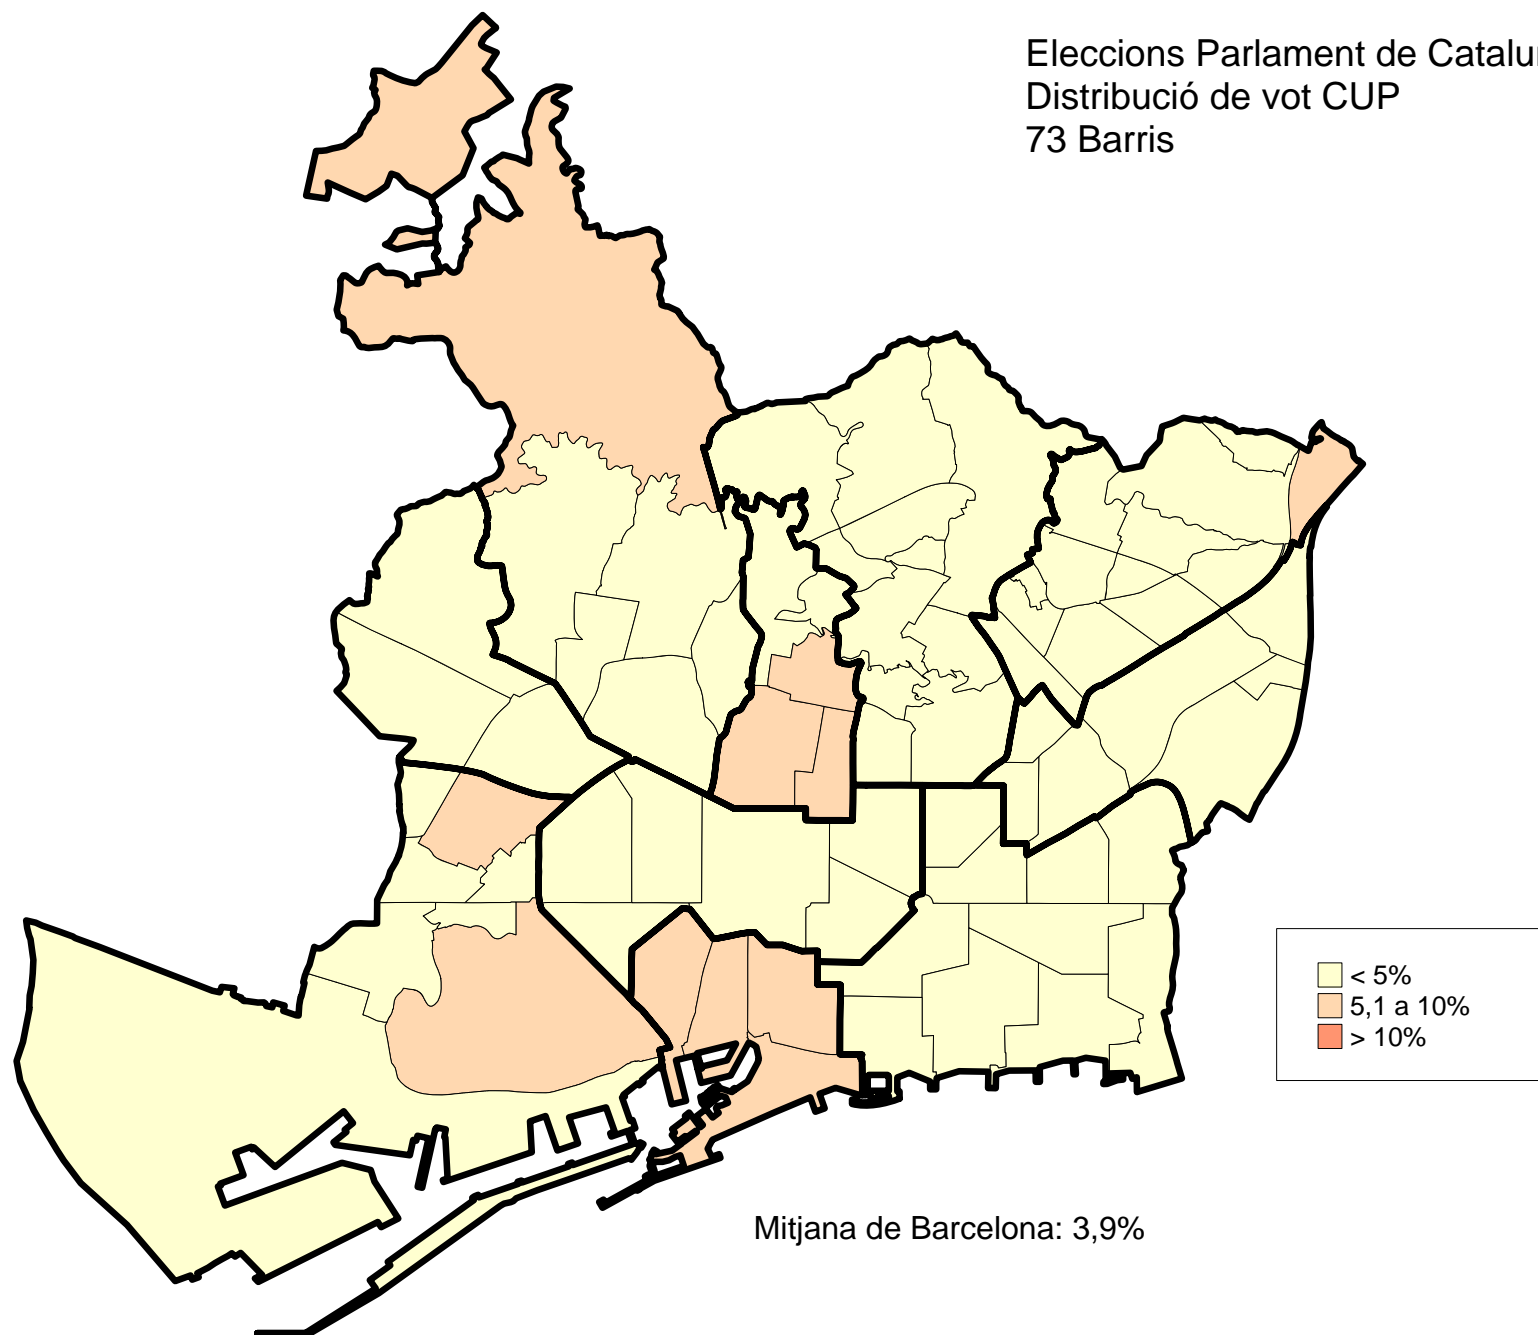 Eleccions Parlament de Catalu
Distribució de vot CUP
73 Barris
< 5%
5,1 a 10%
> 10%
Mitjana de Barcelona: 3,9%